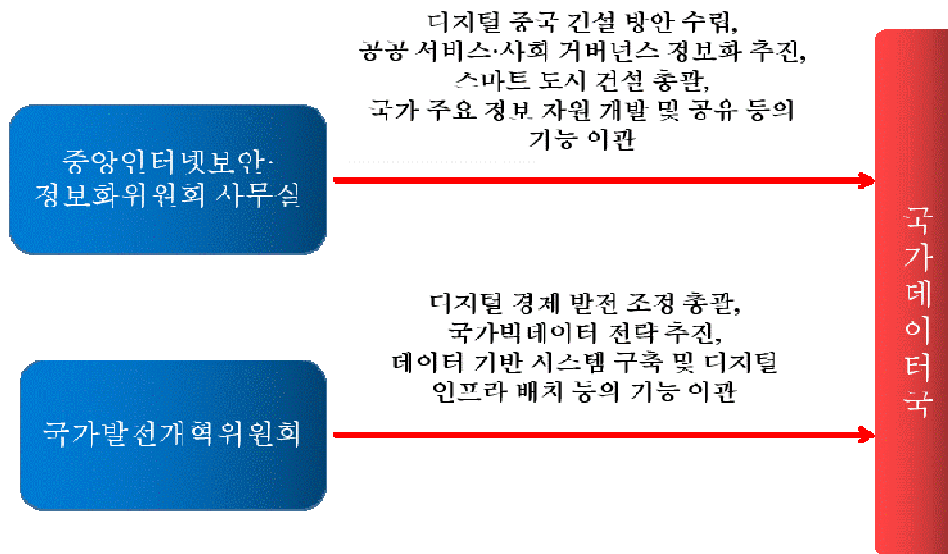 디지털 중국 건설 방안 수립,
공공 서비스·사회 거버넌스 정보화 추진,
스마트 도시 건설 총괄,
국가 주요 정보 자원 개발 및 공유 등의
기능 이관
중앙인터넷보안·
정보화위원회 사무실
디지털 경제 발전 조정 총괄,
국가빅데이터 전략 추진,
데이터 기반 시스템 구축 및 디지털
인프라 배치 등의 기능 이관
국가발전개혁위원회
국가데이터국